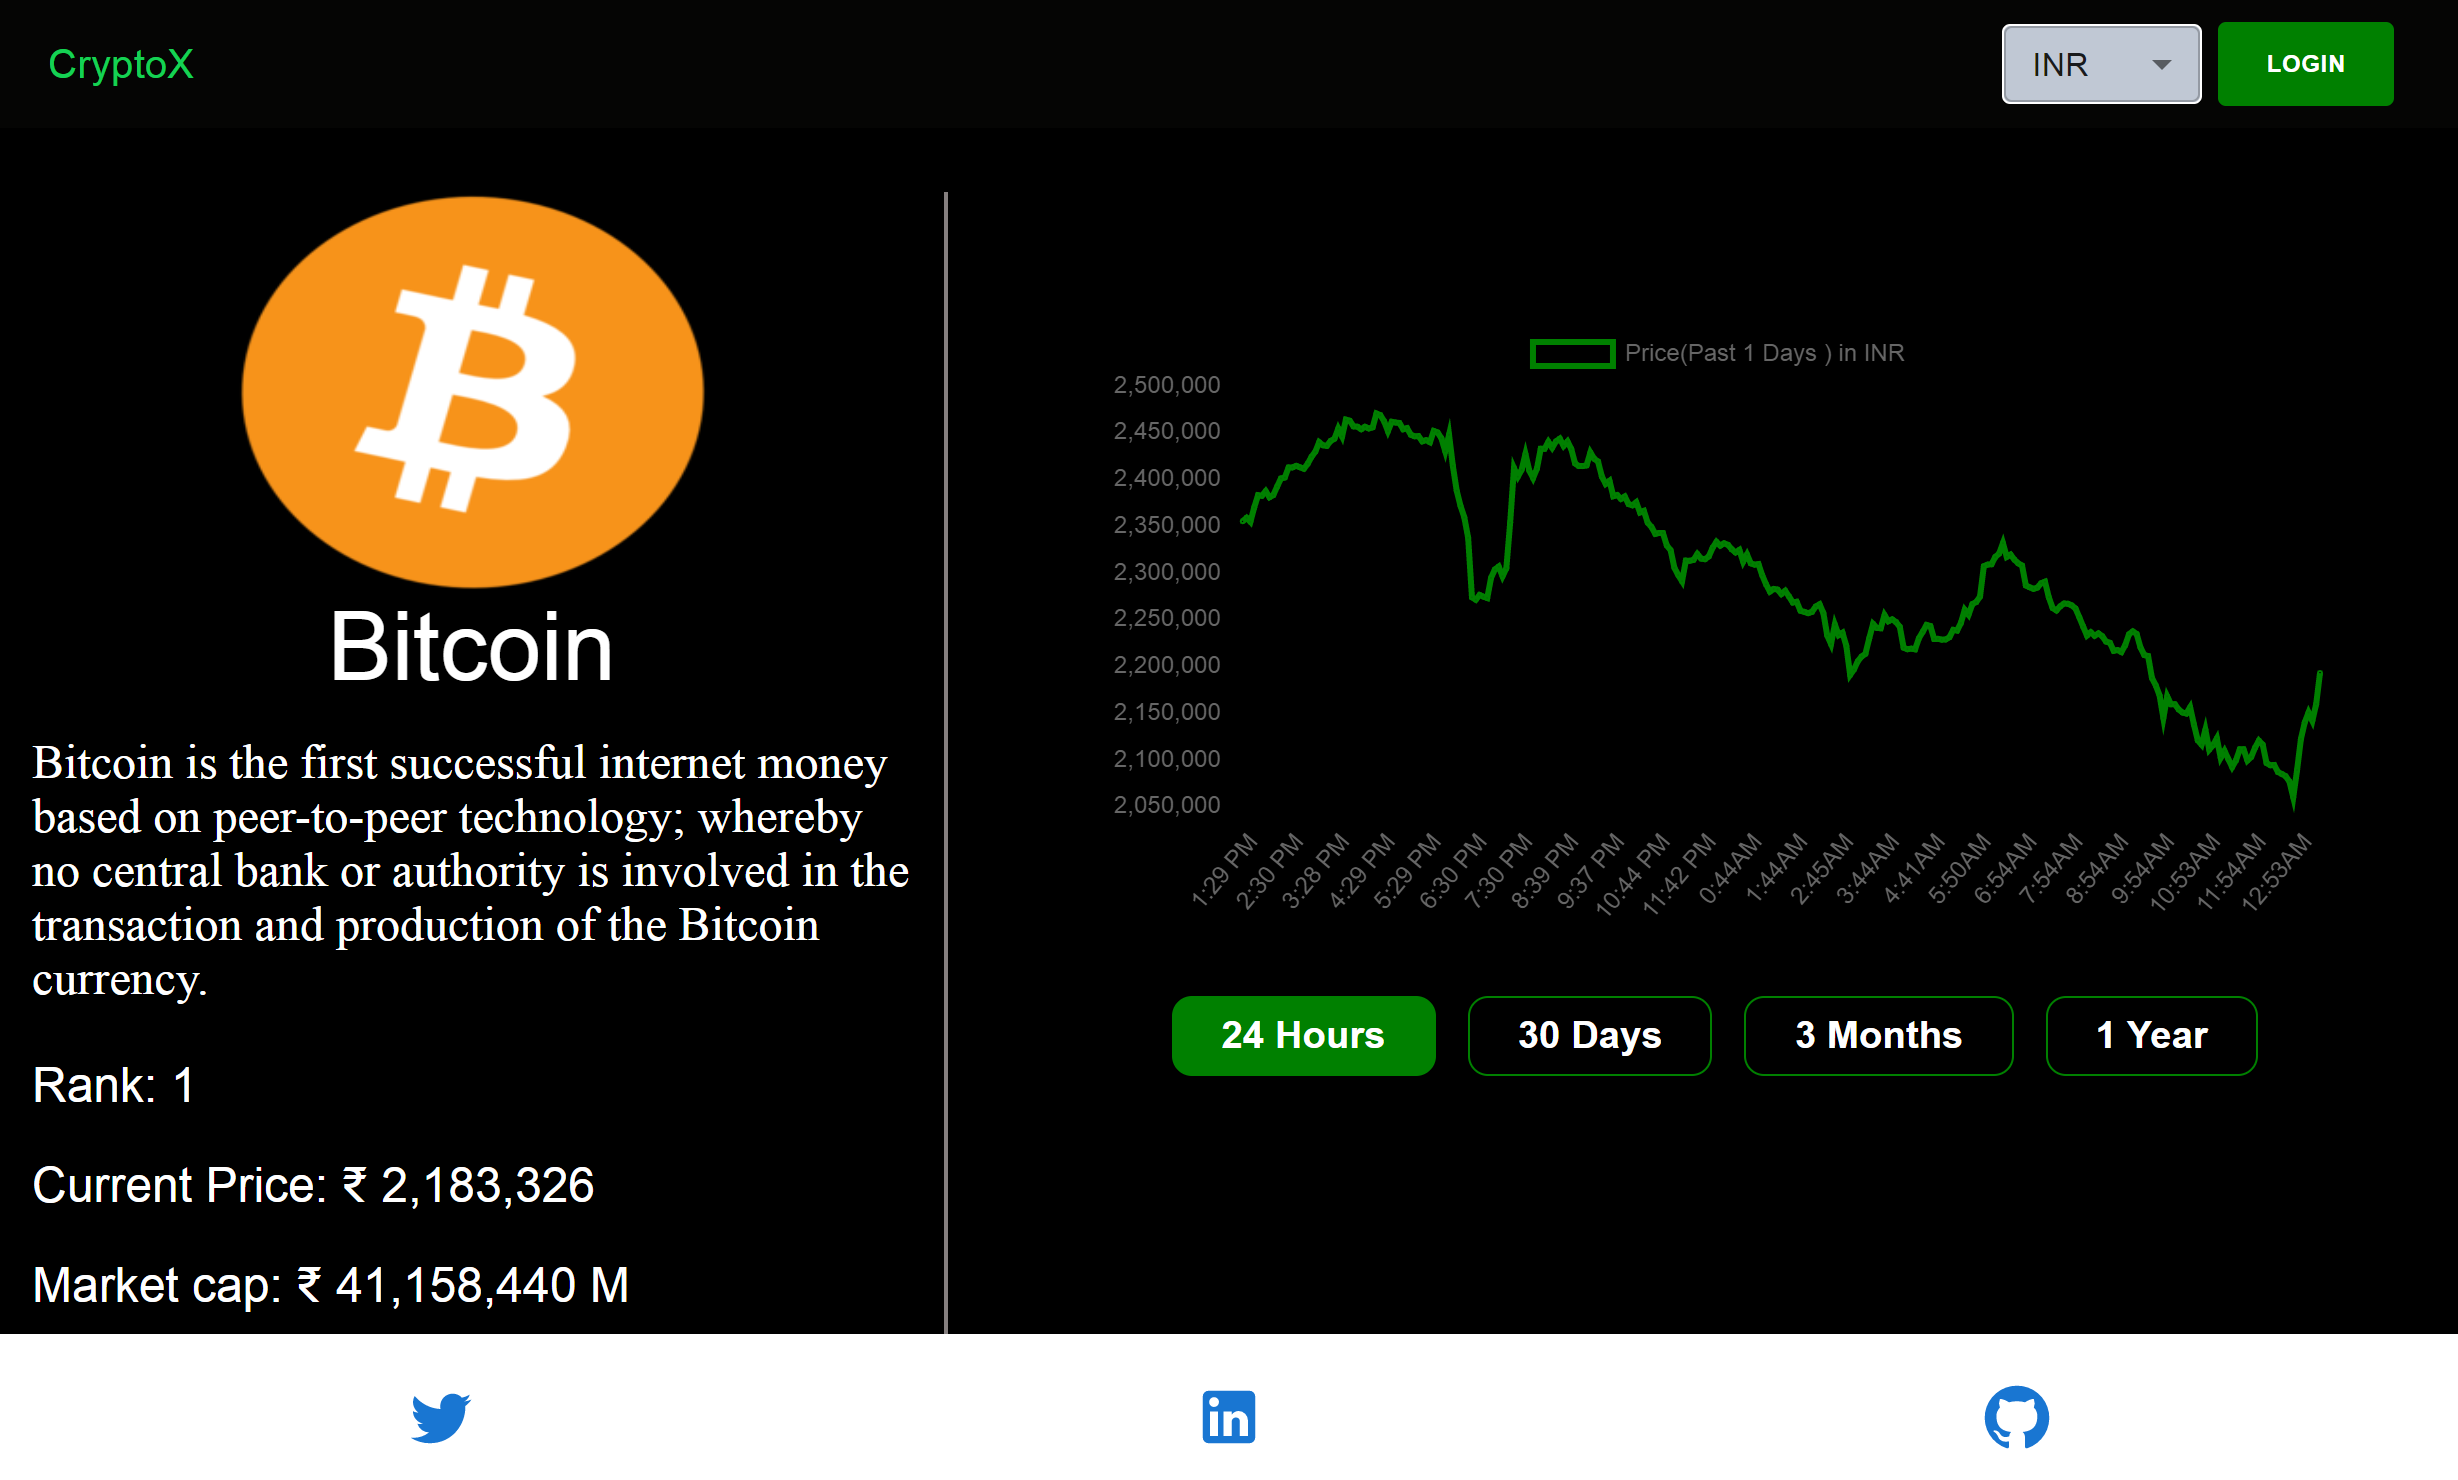 CryptoX
INR
LOGIN
Bitcoin
Bitcoin is the first successful internet money
based on peer-to-peer technology; whereby
no central bank or authority is involved in the
transaction and production of the Bitcoin
currency.
Rank: 1
Current Price: ₹ 2,183,326
Market cap: ₹ 41,158,440 M
Price(Past 1 Days ) in INR
2,500,000
2,450,000
2,400,000
2,350,000
2,300,000
2,250,000
2,200,000
2,150,000
2,100,000
2,050,000
1:29 PM
2:30 PM
3:28 PM
4:29 PM
5:29 PM
6:30 PM
7:30 PM
8:39 PM
9:37 PM
10:44 PM
11:42 PM
0:44AM
1:44AM
2:45AM
3:44AM
4:41AM
5:50AM
6:54AM
7:54AM
8:54AM
9:54AM
10:53AM
11:54AM
12:53AM
24 Hours
30 Days
3 Months
1 Year